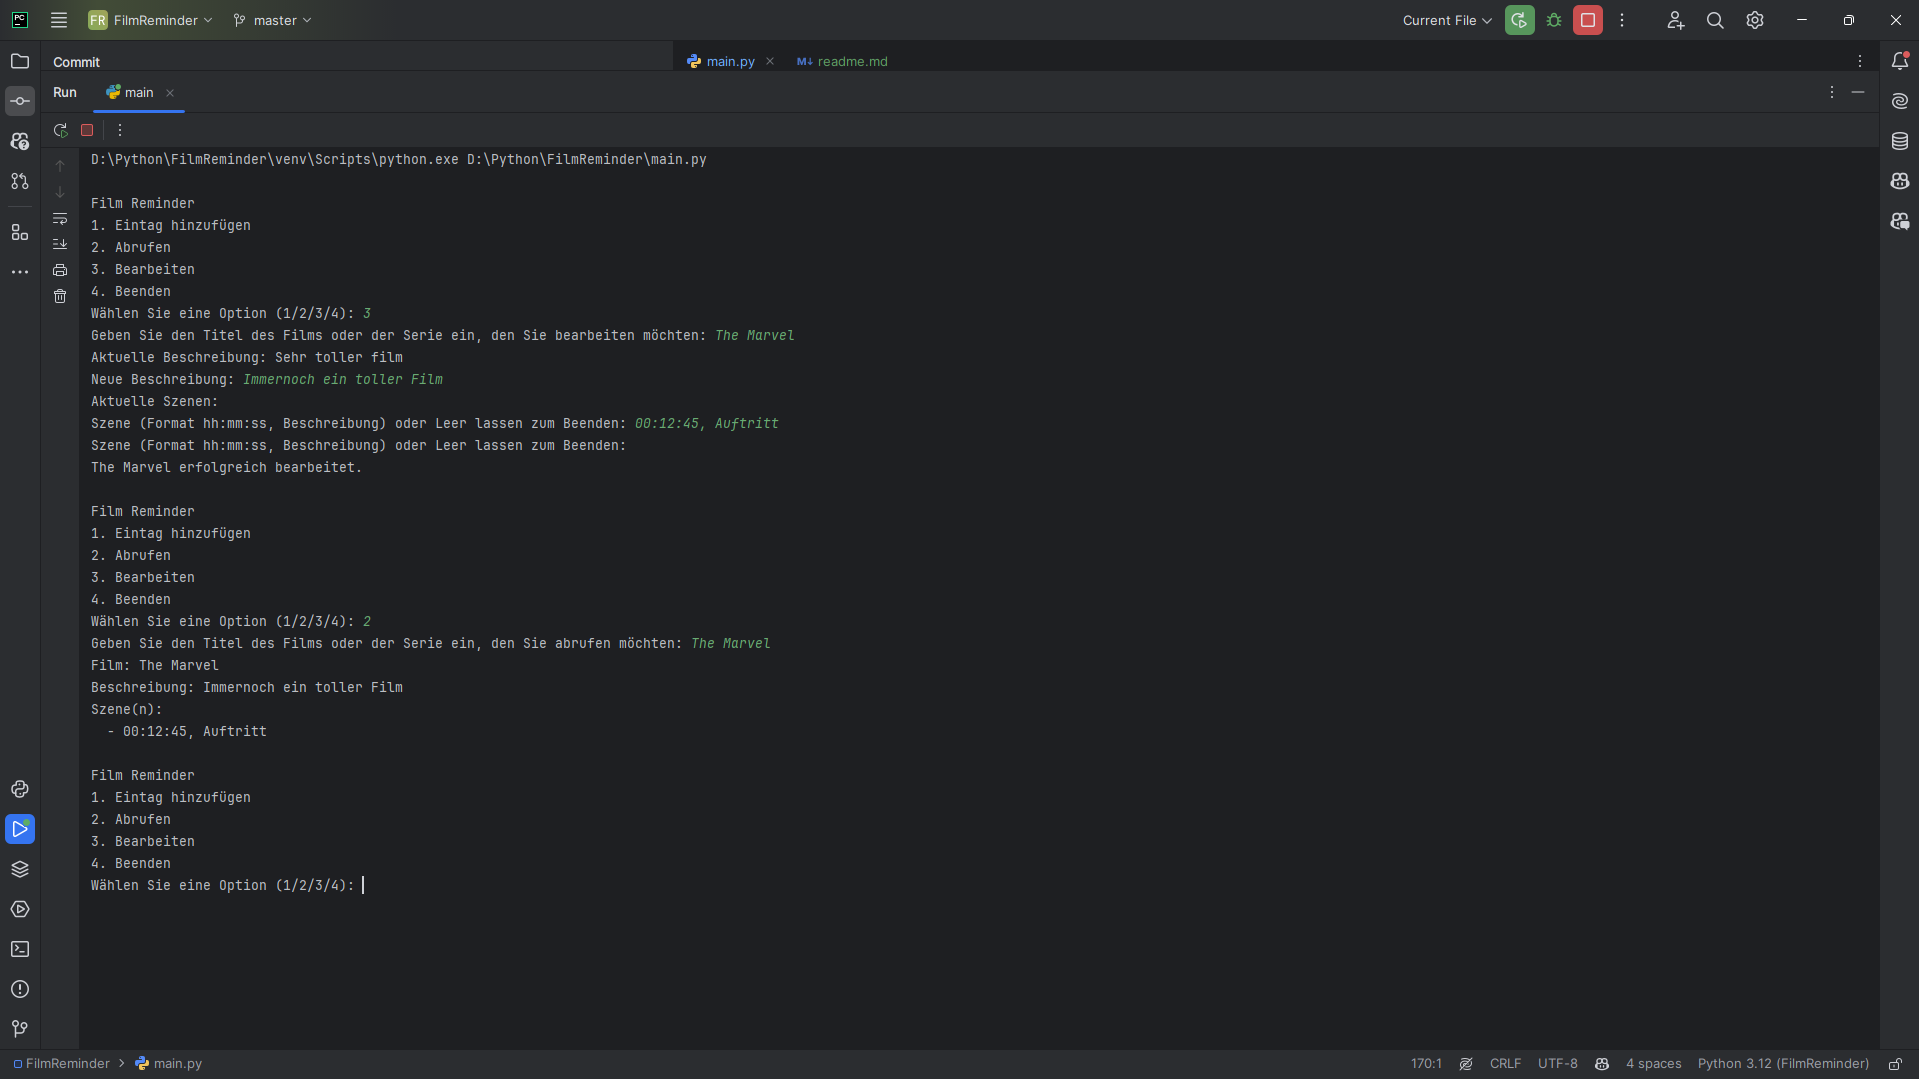 FR FilmReminder master Current File
Commit main.py readme.md
Run main
D:\Python\FilmReminder\venv\Scripts\python.exe D:\Python\FilmReminder\main.py
Film Reminder
1. Eintag hinzufügen
2. Abrufen
3. Bearbeiten
4. Beenden
Wählen Sie eine Option (1/2/3/4): 3
Geben Sie den Titel des Films oder der Serie ein, den Sie bearbeiten möchten: The Marvel
Aktuelle Beschreibung: Sehr toller film
Neue Beschreibung: Immernoch ein toller Film
Aktuelle Szenen:
Szene (Format hh:mm:ss, Beschreibung) oder Leer lassen zum Beenden: 00:12:45, Auftritt
Szene (Format hh:mm:ss, Beschreibung) oder Leer lassen zum Beenden:
The Marvel erfolgreich bearbeitet.
Film Reminder
1. Eintag hinzufügen
2. Abrufen
3. Bearbeiten
4. Beenden
Wählen Sie eine Option (1/2/3/4): 2
Geben Sie den Titel des Films oder der Serie ein, den Sie abrufen möchten: The Marvel
Film: The Marvel
Beschreibung: Immernoch ein toller Film
Szene(n):
- 00:12:45, Auftritt
Film Reminder
1. Eintag hinzufügen
2. Abrufen
3. Bearbeiten
4. Beenden
Wählen Sie eine Option (1/2/3/4):
FilmReminder > main.py 170:1 CRLF UTF-8 4 spaces Python 3.12 (FilmReminder)